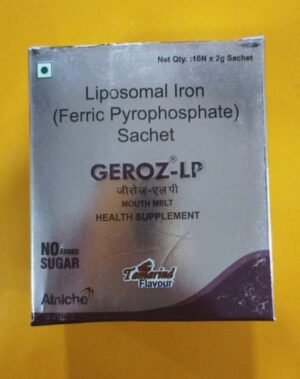 Net Qty. :10N x 2g Sachet
Liposomal Iron
(Ferric Pyrophosphate)
Sachet
GEROZ-LP®
जीरोज़-एल पी
MOUTH MELT
HEALTH SUPPLEMENT
NO ADDED
SUGAR
Tamarind
Flavour
Alniche